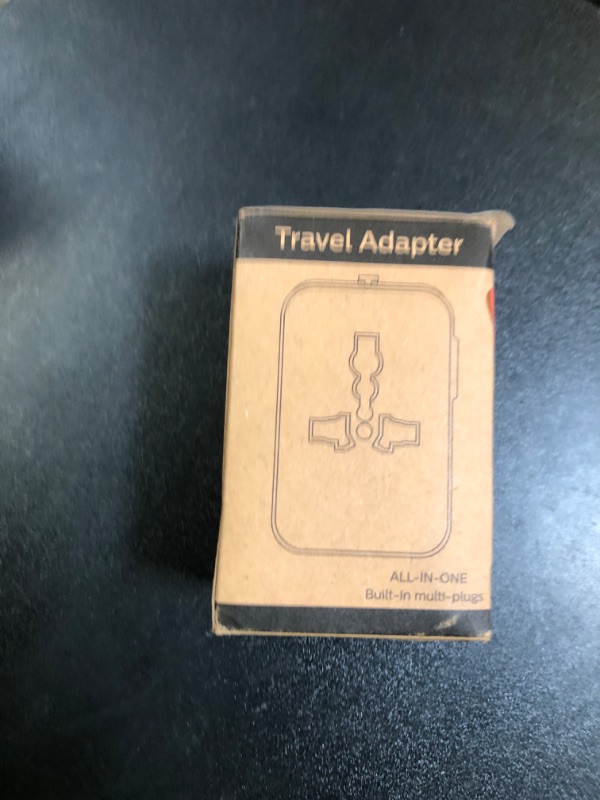 Travel Adapter
ALL-IN-ONE
Built-in multi-plugs